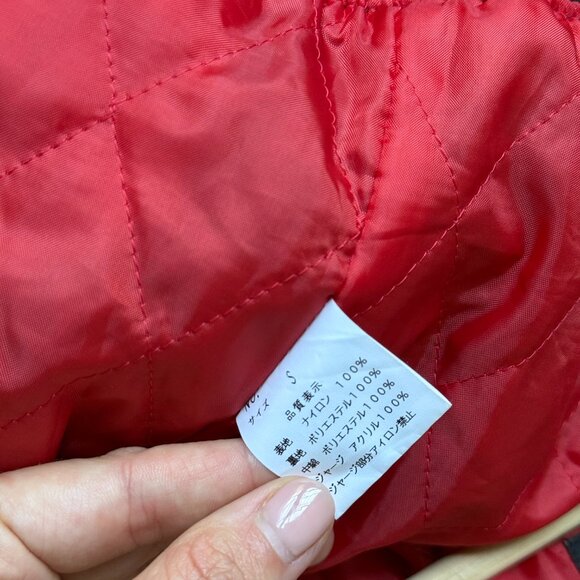 サイズ S
品質表示
表地 ナイロン 100%
裏地 ポリエステル100%
中綿 ポリエステル100%
ジャージ アクリル100%
ジャージ部分アイロン禁止